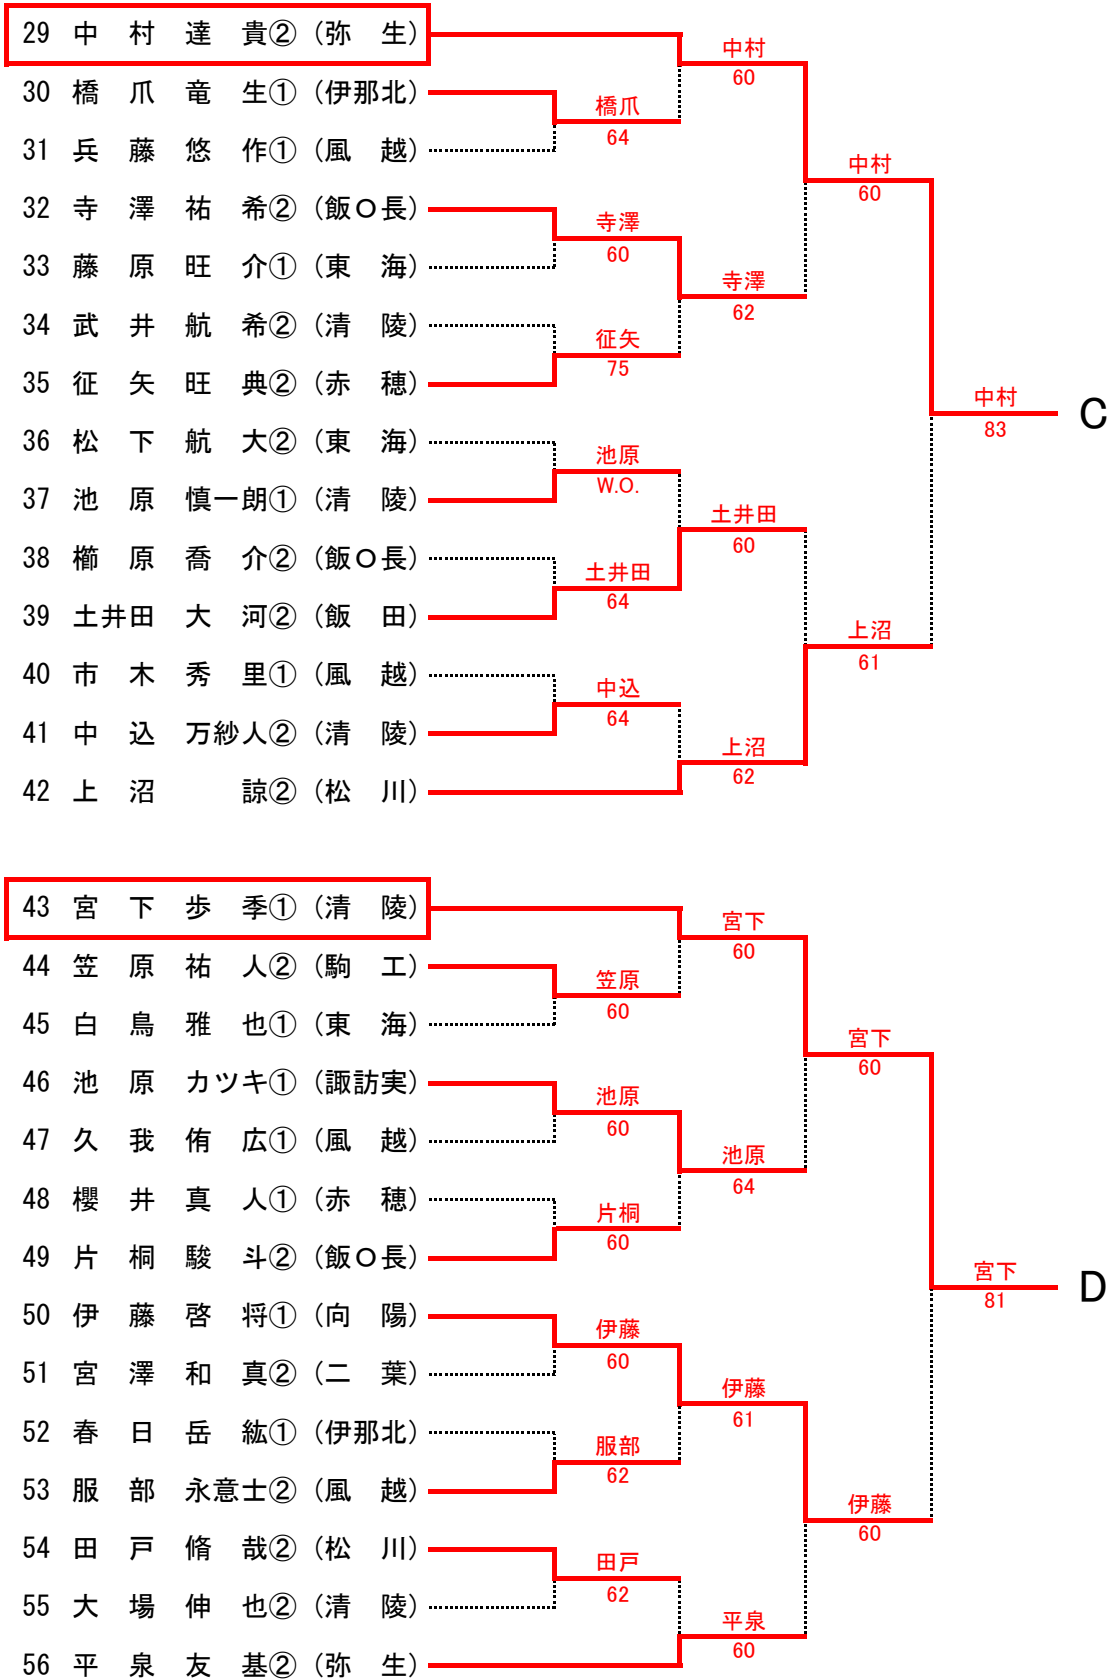 29 中 村 達 貴② (弥 生)
中村
60
30 橋 爪 竜 生① (伊那北)
橋爪
64
31 兵 藤 悠 作① (風 越)
中村
60
32 寺 澤 祐 希② (飯O長)
寺澤
60
33 藤 原 旺 介① (東 海)
寺澤
62
34 武 井 航 希② (清 陵)
征矢
75
35 征 矢 旺 典② (赤 穂)
中村
83
C
36 松 下 航 大② (東 海)
池原
W.O.
37 池 原 慎一朗① (清 陵)
土井田
60
38 櫛 原 喬 介② (飯O長)
土井田
64
39 土井田 大 河② (飯 田)
上沼
61
40 市 木 秀 里① (風 越)
中込
64
41 中 込 万紗人② (清 陵)
上沼
62
42 上 沼 諒② (松 川)
43 宮 下 歩 季① (清 陵)
宮下
60
44 笠 原 祐 人② (駒 工)
笠原
60
45 白 鳥 雅 也① (東 海)
宮下
60
46 池 原 カツキ① (諏訪実)
池原
60
47 久 我 侑 広① (風 越)
池原
64
48 櫻 井 真 人① (赤 穂)
片桐
60
49 片 桐 駿 斗② (飯O長)
宮下
81
D
50 伊 藤 啓 将① (向 陽)
伊藤
60
51 宮 澤 和 真② (二 葉)
伊藤
61
52 春 日 岳 紘① (伊那北)
服部
62
53 服 部 永意士② (風 越)
伊藤
60
54 田 戸 脩 哉② (松 川)
田戸
62
55 大 場 伸 也② (清 陵)
平泉
60
56 平 泉 友 基② (弥 生)